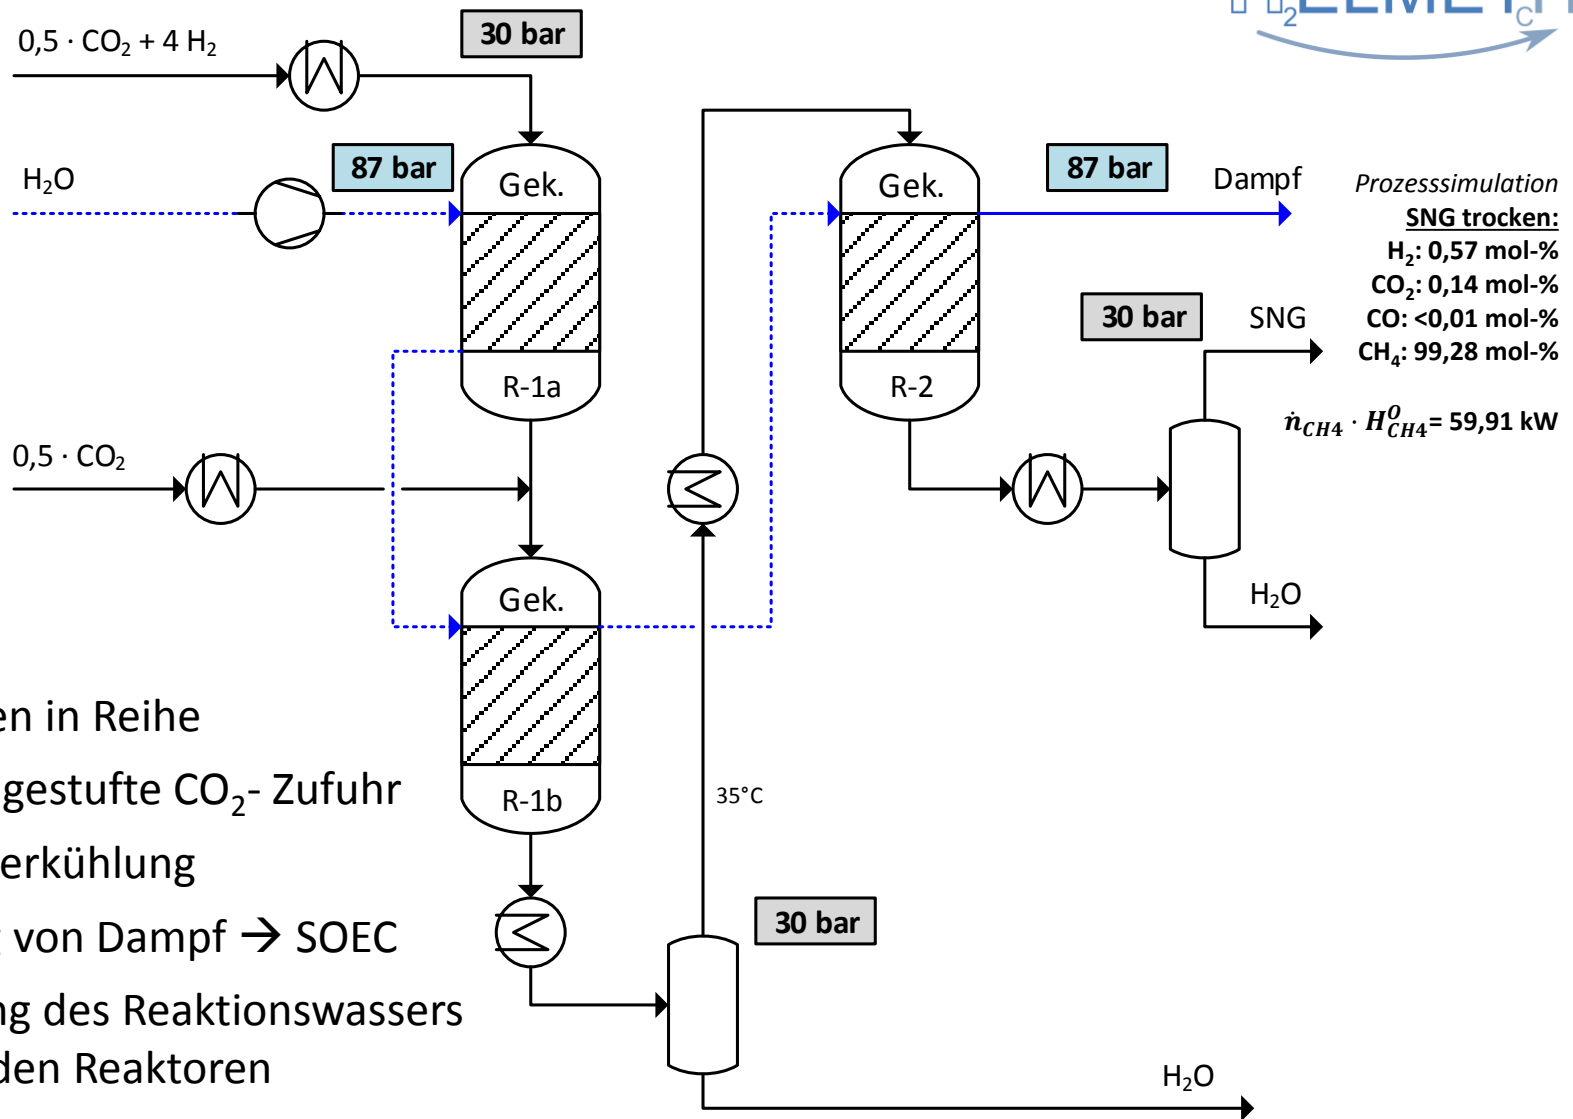 0,5 · CO₂ + 4 H₂
30 bar
H₂O
87 bar
Gek.
R-1a
0,5 · CO₂
Gek.
R-1b
35°C
30 bar
H₂O
Gek.
R-2
87 bar
Dampf
30 bar
SNG
H₂O
Prozesssimulation
SNG trocken:
H₂: 0,57 mol-%
CO₂: 0,14 mol-%
CO: <0,01 mol-%
CH₄: 99,28 mol-%
ṅ_CH4 · H^O_CH4 = 59,91 kW
en in Reihe
gestufte CO₂- Zufuhr
erkühlung
von Dampf → SOEC
ng des Reaktionswassers
den Reaktoren